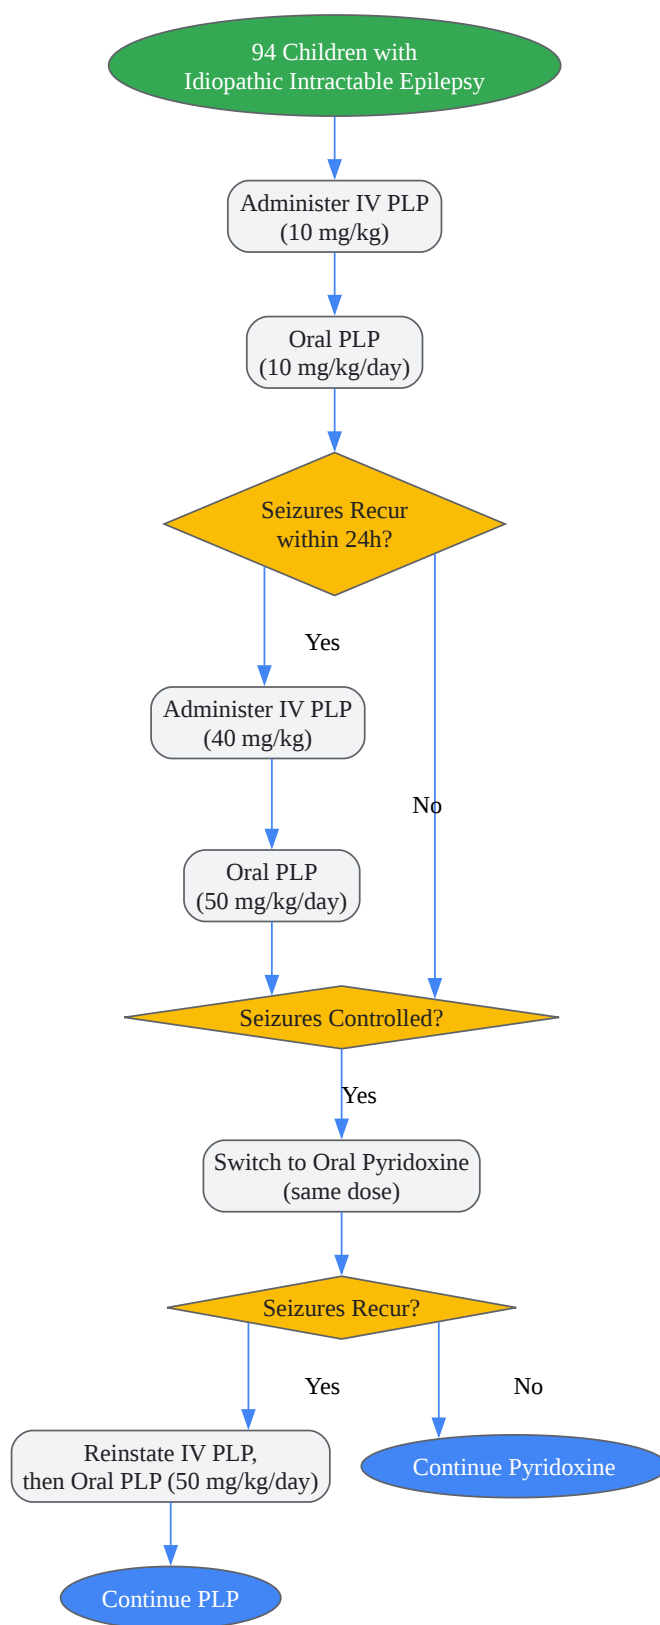 94 Children with
Idiopathic Intractable Epilepsy
Administer IV PLP
(10 mg/kg)
Oral PLP
(10 mg/kg/day)
Seizures Recur
within 24h?
Yes
Administer IV PLP
(40 mg/kg)
No
Oral PLP
(50 mg/kg/day)
Seizures Controlled?
Yes
Switch to Oral Pyridoxine
(same dose)
Seizures Recur?
Yes
No
Reinstate IV PLP,
then Oral PLP (50 mg/kg/day)
Continue Pyridoxine
Continue PLP